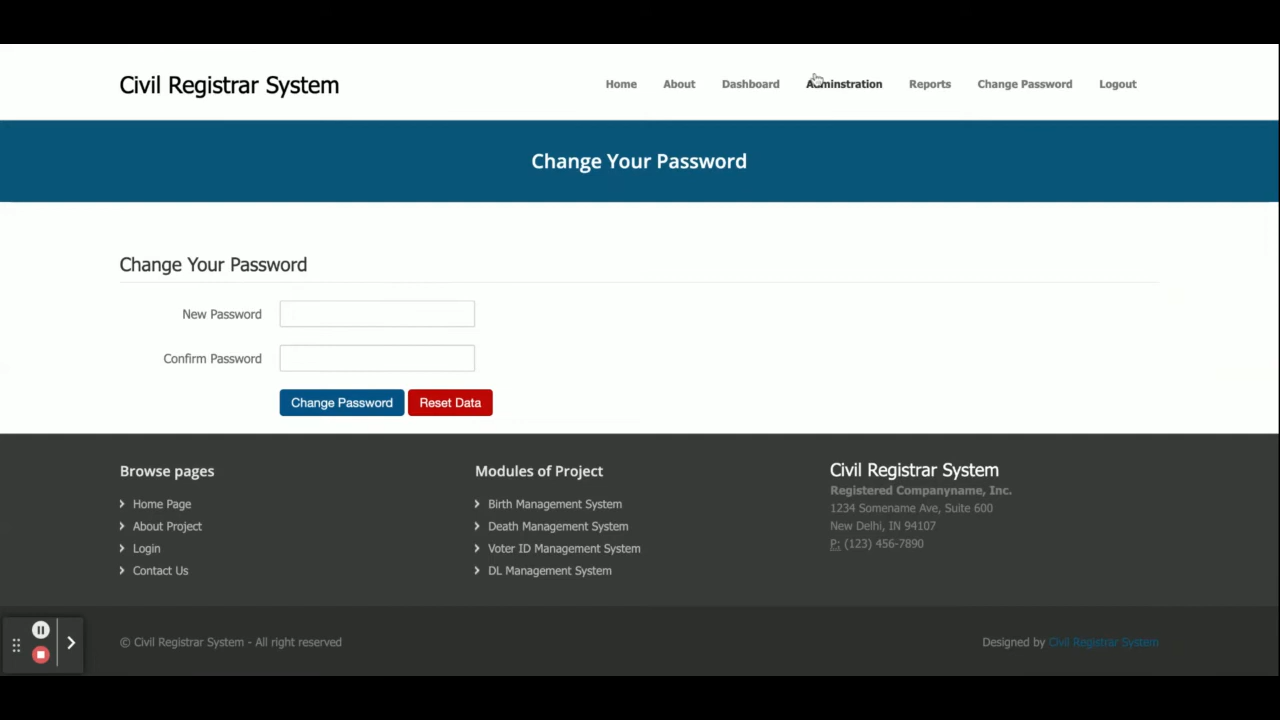 Civil Registrar System
Home About Dashboard Adminstration Reports Change Password Logout
Change Your Password
Change Your Password
New Password
Confirm Password
Change Password Reset Data
Browse pages
Home Page
About Project
Login
Contact Us
Modules of Project
Birth Management System
Death Management System
Voter ID Management System
DL Management System
Civil Registrar System
Registered Companyname, Inc.
1234 Somename Ave, Suite 600
New Delhi, IN 94107
P: (123) 456-7890
© Civil Registrar System - All right reserved
Designed by Civil Registrar System